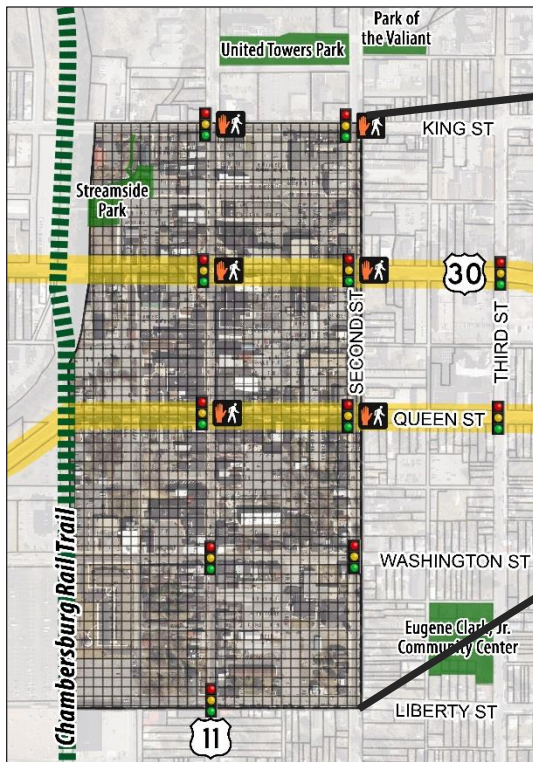 Park of
the Valiant
United Towers Park
KING ST
Streamside
Park
30
SECOND ST
THIRD ST
QUEEN ST
Chambersburg Rail Trail
WASHINGTON ST
Eugene Clark, Jr.
Community Center
LIBERTY ST
11